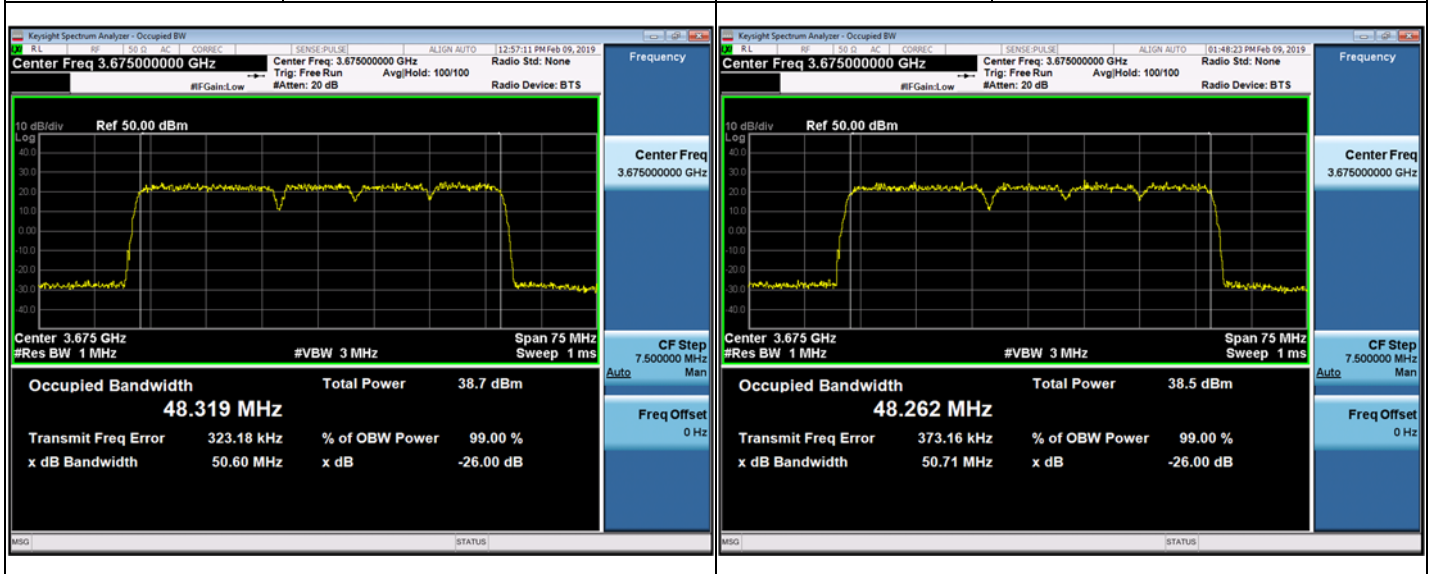 Keysight Spectrum Analyzer - Occupied BW
RL RF 50 Ω AC CORREC SENSE:PULSE ALIGN AUTO 12:57:11 PM Feb 09, 2019
Center Freq 3.675000000 GHz Center Freq: 3.675000000 GHz Radio Std: None
Trig: Free Run Avg|Hold: 100/100
#IFGain:Low #Atten: 20 dB Radio Device: BTS
10 dB/div Ref 50.00 dBm
Log
40.0
30.0
20.0
10.0
0.00
-10.0
-20.0
-30.0
-40.0
Center 3.675 GHz Span 75 MHz
#Res BW 1 MHz #VBW 3 MHz Sweep 1 ms
Occupied Bandwidth Total Power 38.7 dBm
48.319 MHz
Transmit Freq Error 323.18 kHz % of OBW Power 99.00 %
x dB Bandwidth 50.60 MHz x dB -26.00 dB
MSG STATUS
Frequency
Center Freq
3.675000000 GHz
CF Step
7.500000 MHz
Auto Man
Freq Offset
0 Hz
Keysight Spectrum Analyzer - Occupied BW
RL RF 50 Ω AC CORREC SENSE:PULSE ALIGN AUTO 01:48:23 PM Feb 09, 2019
Center Freq 3.675000000 GHz Center Freq: 3.675000000 GHz Radio Std: None
Trig: Free Run Avg|Hold: 100/100
#IFGain:Low #Atten: 20 dB Radio Device: BTS
10 dB/div Ref 50.00 dBm
Log
40.0
30.0
20.0
10.0
0.00
-10.0
-20.0
-30.0
-40.0
Center 3.675 GHz Span 75 MHz
#Res BW 1 MHz #VBW 3 MHz Sweep 1 ms
Occupied Bandwidth Total Power 38.5 dBm
48.262 MHz
Transmit Freq Error 373.16 kHz % of OBW Power 99.00 %
x dB Bandwidth 50.71 MHz x dB -26.00 dB
MSG STATUS
Frequency
Center Freq
3.675000000 GHz
CF Step
7.500000 MHz
Auto Man
Freq Offset
0 Hz